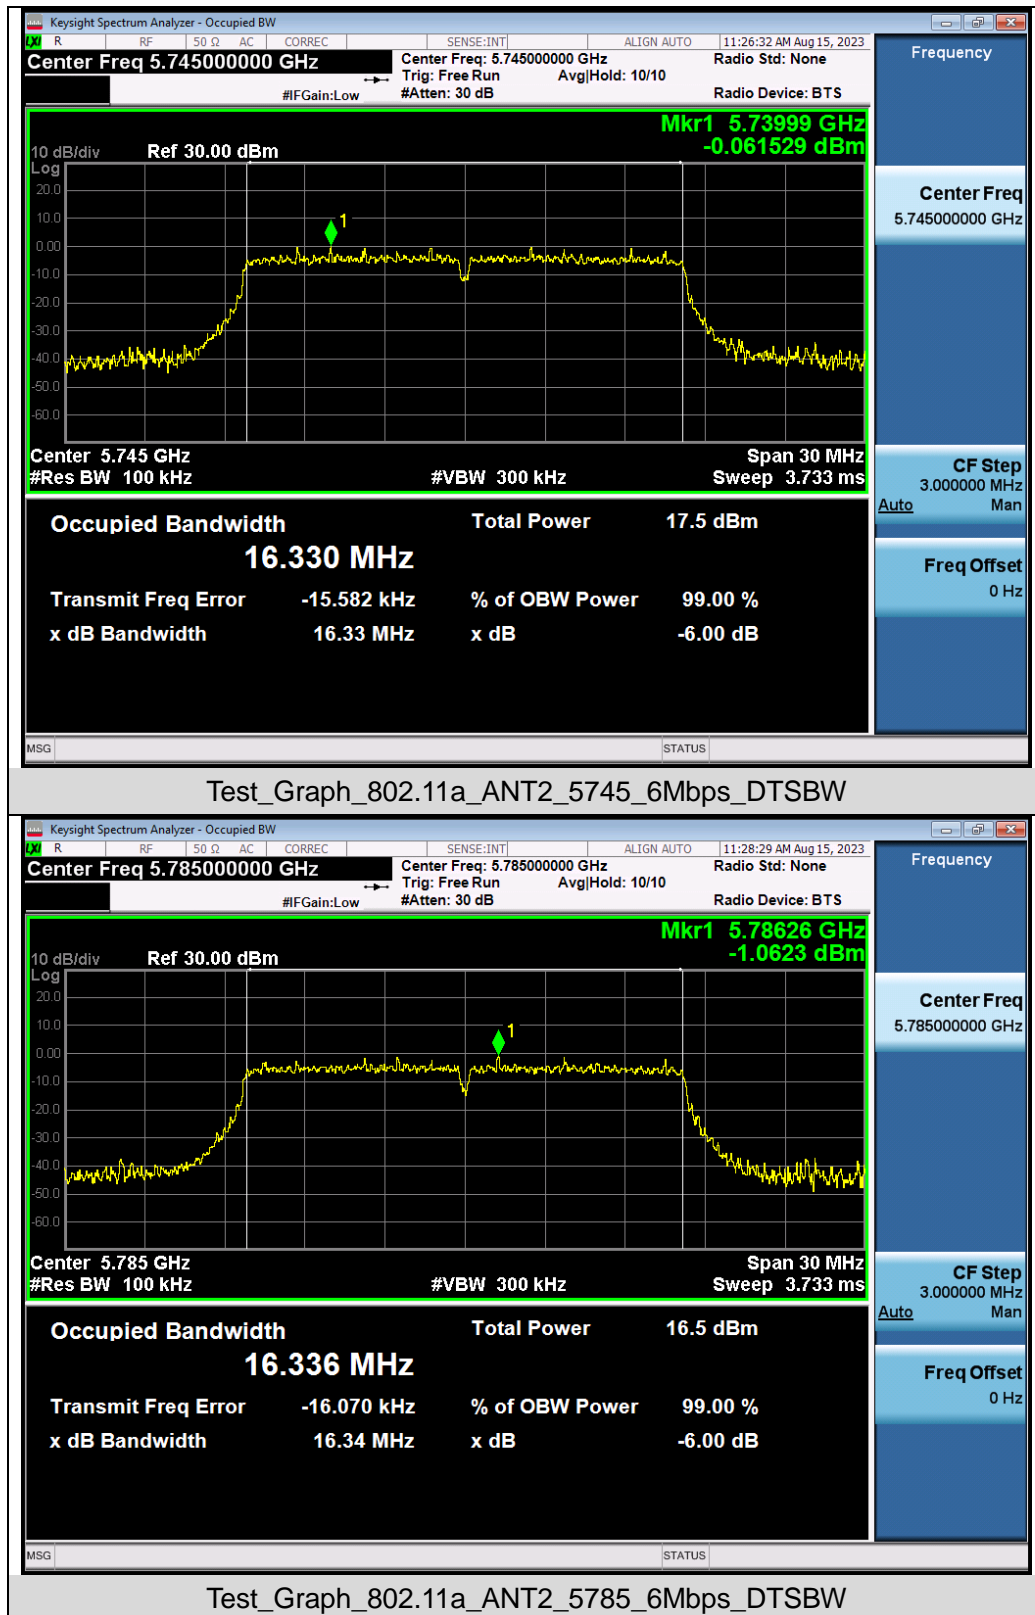 Keysight Spectrum Analyzer - Occupied BW
LXI R RF 50 Ω AC CORREC SENSE:INT ALIGN AUTO 11:26:32 AM Aug 15, 2023
Center Freq 5.745000000 GHz Center Freq: 5.745000000 GHz Radio Std: None Frequency
Trig: Free Run Avg|Hold: 10/10
#IFGain:Low #Atten: 30 dB Radio Device: BTS
Mkr1 5.73999 GHz
-0.061529 dBm
10 dB/div Ref 30.00 dBm
Log
20.0
10.0
0.00
-10.0
-20.0
-30.0
-40.0
-50.0
-60.0
1
Center Freq
5.745000000 GHz
Center 5.745 GHz Span 30 MHz
#Res BW 100 kHz #VBW 300 kHz Sweep 3.733 ms
CF Step
3.000000 MHz
Auto Man
Occupied Bandwidth Total Power 17.5 dBm
16.330 MHz
Freq Offset
0 Hz
Transmit Freq Error -15.582 kHz % of OBW Power 99.00 %
x dB Bandwidth 16.33 MHz x dB -6.00 dB
MSG STATUS
Test_Graph_802.11a_ANT2_5745_6Mbps_DTSBW
Keysight Spectrum Analyzer - Occupied BW
LXI R RF 50 Ω AC CORREC SENSE:INT ALIGN AUTO 11:28:29 AM Aug 15, 2023
Center Freq 5.785000000 GHz Center Freq: 5.785000000 GHz Radio Std: None Frequency
Trig: Free Run Avg|Hold: 10/10
#IFGain:Low #Atten: 30 dB Radio Device: BTS
Mkr1 5.78626 GHz
-1.0623 dBm
10 dB/div Ref 30.00 dBm
Log
20.0
10.0
0.00
-10.0
-20.0
-30.0
-40.0
-50.0
-60.0
1
Center Freq
5.785000000 GHz
Center 5.785 GHz Span 30 MHz
#Res BW 100 kHz #VBW 300 kHz Sweep 3.733 ms
CF Step
3.000000 MHz
Auto Man
Occupied Bandwidth Total Power 16.5 dBm
16.336 MHz
Freq Offset
0 Hz
Transmit Freq Error -16.070 kHz % of OBW Power 99.00 %
x dB Bandwidth 16.34 MHz x dB -6.00 dB
MSG STATUS
Test_Graph_802.11a_ANT2_5785_6Mbps_DTSBW